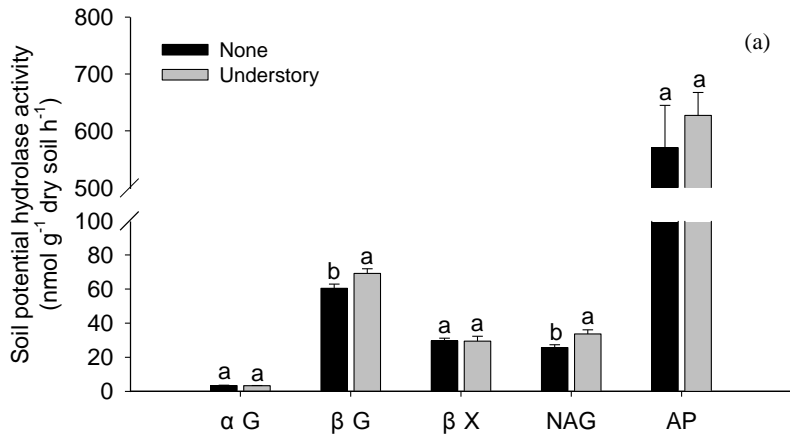 800
(a)
None
Understory
a
a
700
600
500
100
a
b
80
60
a
a
a
b
40
20
a
a
0
α G
β G
β X
NAG
AP
Soil potential hydrolase activity
(nmol g⁻¹ dry soil h⁻¹)